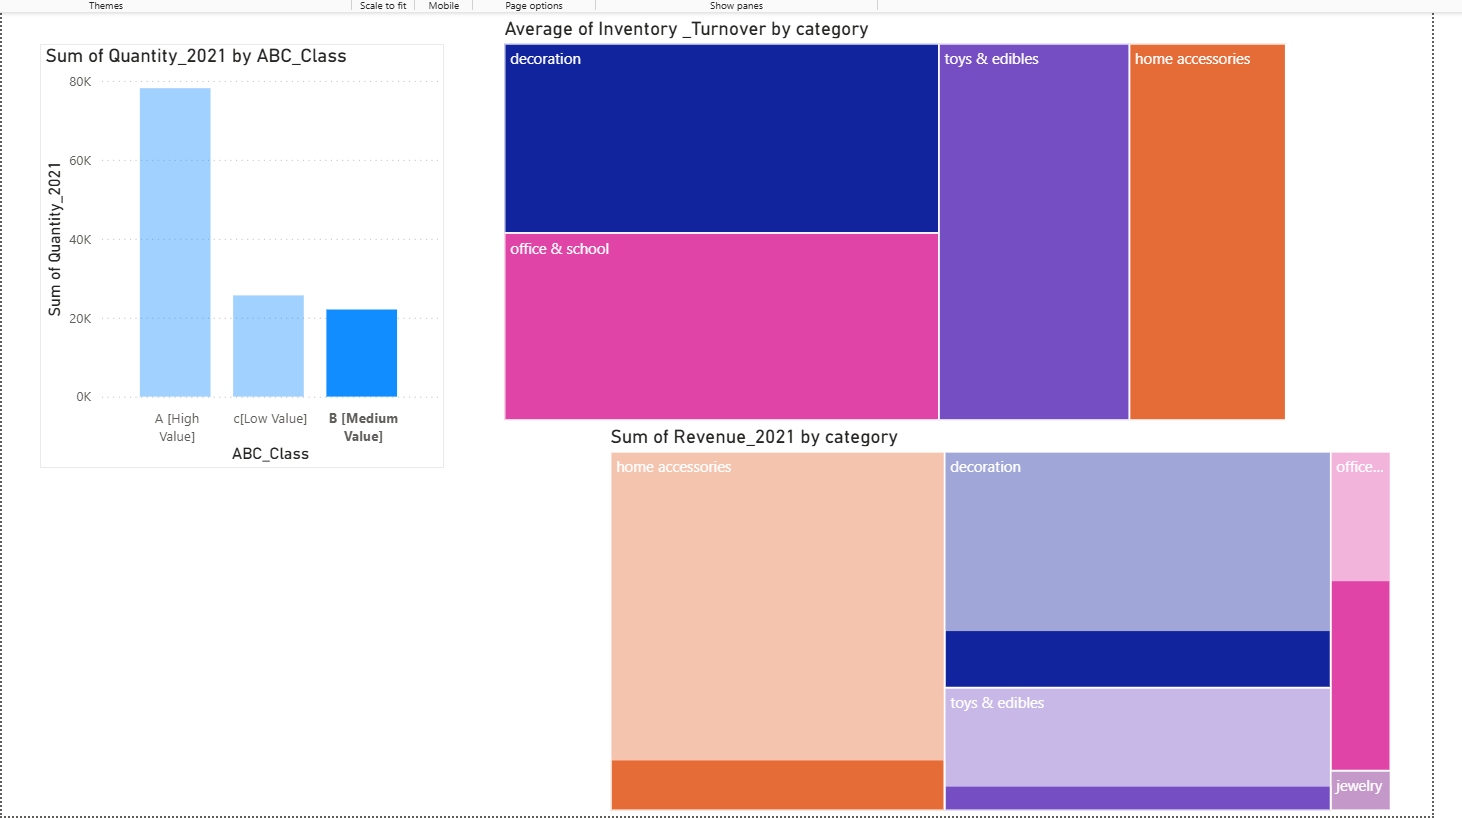 Themes
Scale to fit
Mobile
Page options
Show panes
Sum of Quantity_2021 by ABC_Class
80K
60K
40K
20K
0K
Sum of Quantity_2021
A [High
Value]
c[Low Value]
B [Medium
Value]
ABC_Class
Average of Inventory _Turnover by category
decoration
toys & edibles
home accessories
office & school
Sum of Revenue_2021 by category
home accessories
decoration
office...
toys & edibles
jewelry